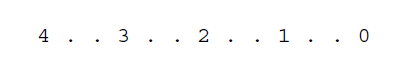 4 . . 3 . . 2 . . 1 . . 0